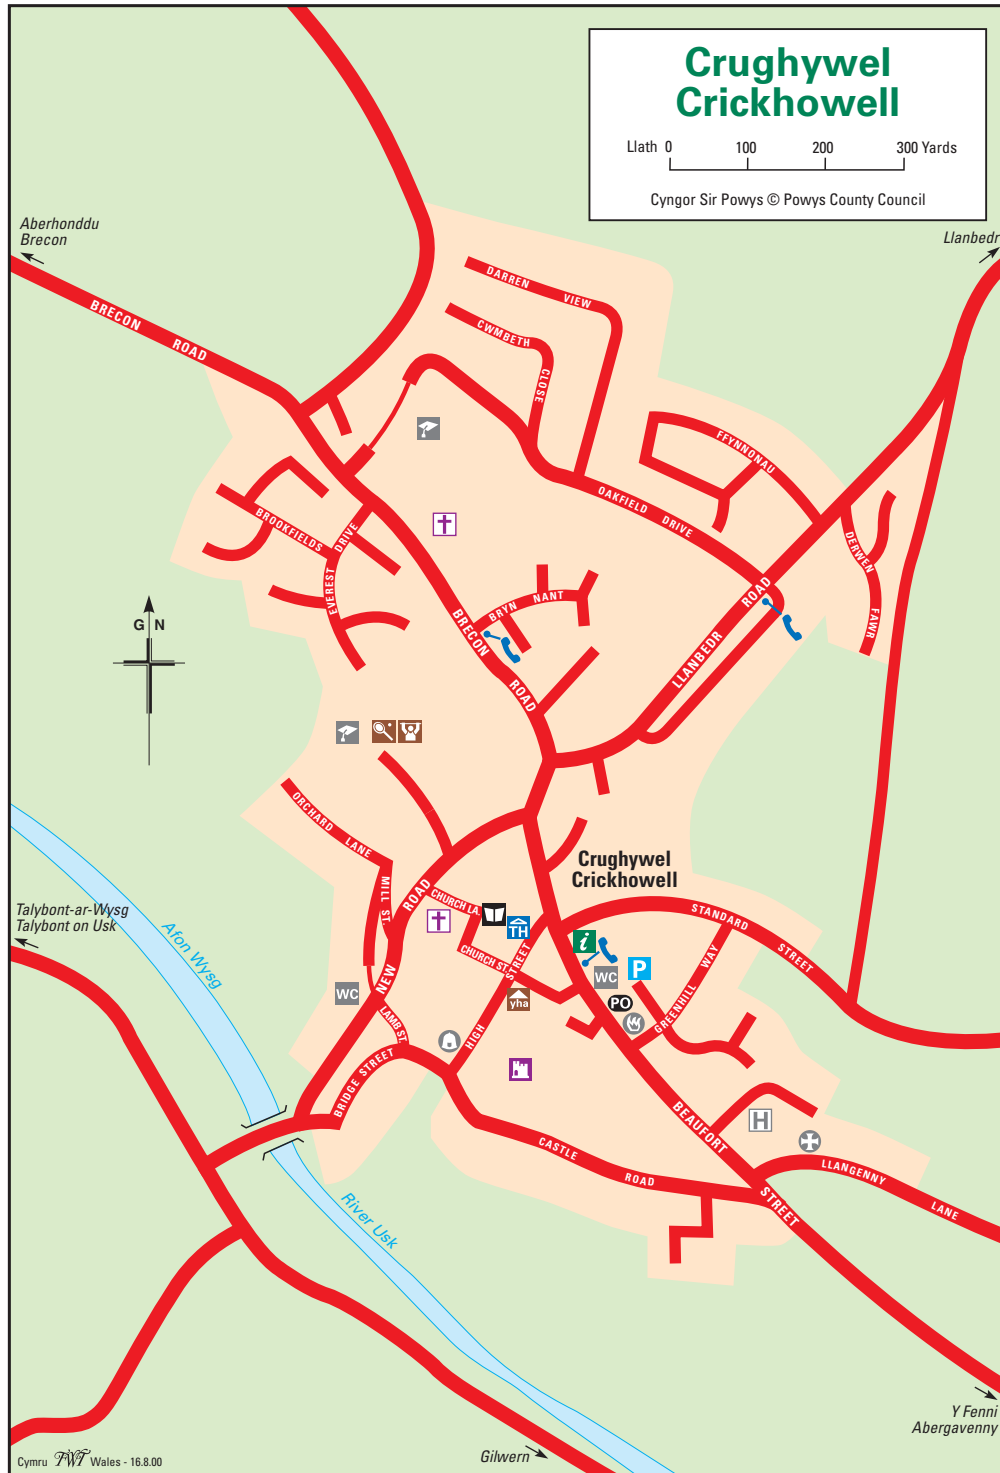 Crughywel
Crickhowell
Llath 0 100 200 300 Yards
Cyngor Sir Powys © Powys County Council
Aberhonddu
Brecon
Llanbedr
BRECON ROAD
DARREN VIEW
CWMBETH CLOSE
FFYNNONAU
OAKFIELD DRIVE
BROOKFIELDS
EVEREST DRIVE
DERWEN FAWR
BRYN NANT
BRECON ROAD
LLANBEDR ROAD
G N
ORCHARD LANE
MILL ST.
Crughywel
Crickhowell
NEW ROAD
CHURCH LA.
TH
CHURCH ST.
HIGH STREET
STANDARD STREET
i
WC
P
PO
GREENHILL WAY
Talybont-ar-Wysg
Talybont on Usk
Afon Wysg
WC
yha
LAMB ST.
BRIDGE STREET
BEAUFORT STREET
H
CASTLE ROAD
LLANGENNY LANE
River Usk
Y Fenni
Abergavenny
Gilwern
Cymru TWT Wales - 16.8.00